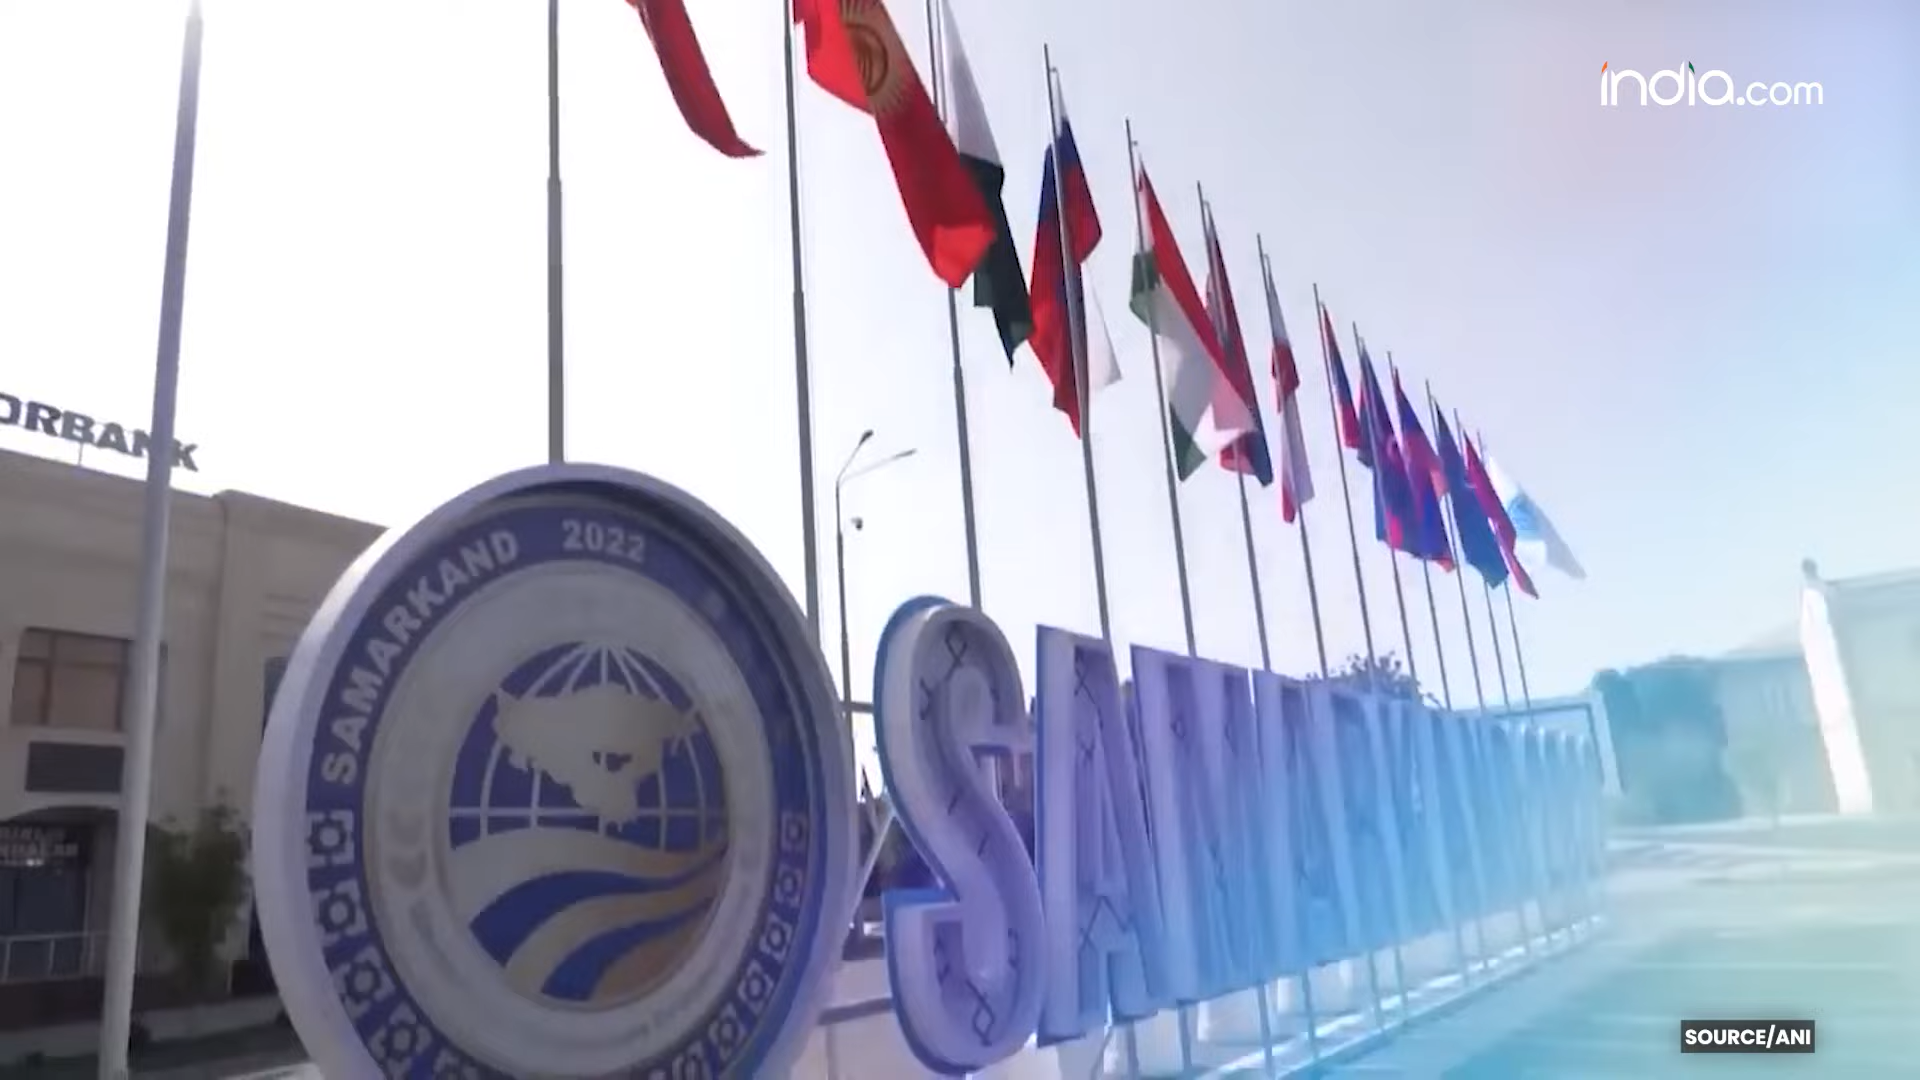 india.com
ORBANK
SAMARKAND 2022
SAMARKAND
SOURCE/ANI